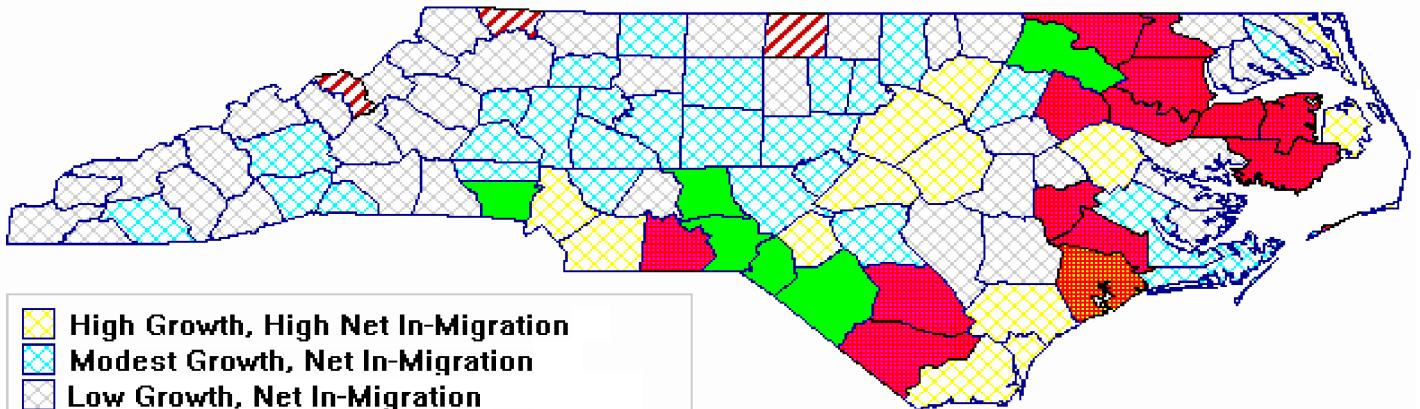 High Growth, High Net In-Migration
Modest Growth, Net In-Migration
Low Growth, Net In-Migration